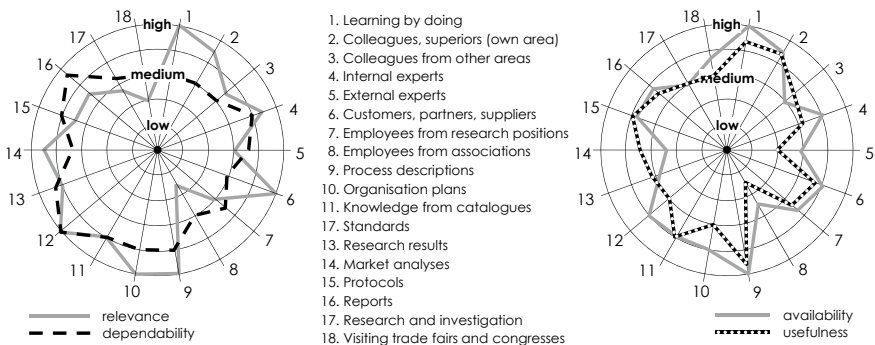 high
medium
low
1
2
3
4
5
6
7
8
9
10
11
12
13
14
15
16
17
18
relevance
dependability
1. Learning by doing
2. Colleagues, superiors (own area)
3. Colleagues from other areas
4. Internal experts
5. External experts
6. Customers, partners, suppliers
7. Employees from research positions
8. Employees from associations
9. Process descriptions
10. Organisation plans
11. Knowledge from catalogues
17. Standards
13. Research results
14. Market analyses
15. Protocols
16. Reports
17. Research and investigation
18. Visiting trade fairs and congresses
high
medium
low
1
2
3
4
5
6
7
8
9
10
11
12
13
14
15
16
17
18
availability
usefulness